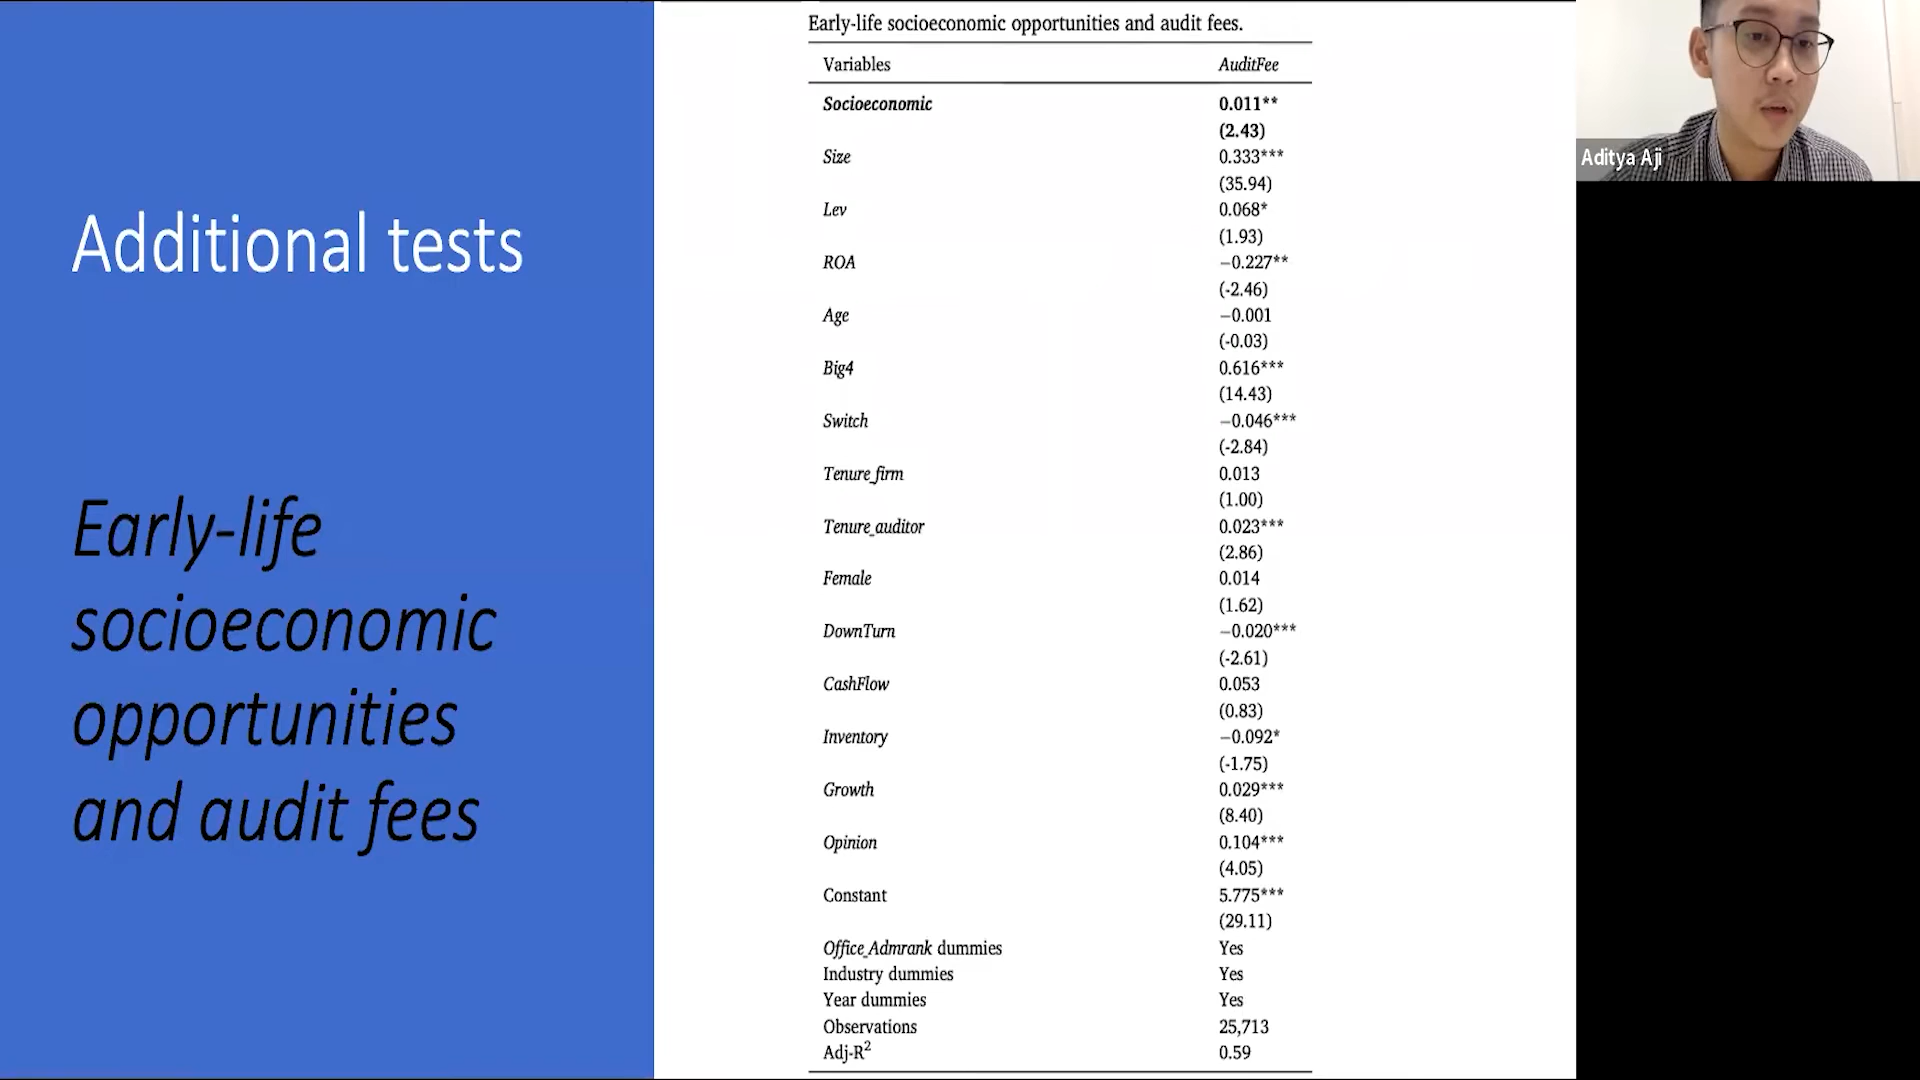 Additional tests
Early-life
socioeconomic
opportunities
and audit fees
Early-life socioeconomic opportunities and audit fees.
Variables AuditFee
Socioeconomic 0.011**
(2.43)
Size 0.333***
(35.94)
Lev 0.068*
(1.93)
ROA −0.227**
(-2.46)
Age −0.001
(-0.03)
Big4 0.616***
(14.43)
Switch −0.046***
(-2.84)
Tenure_firm 0.013
(1.00)
Tenure_auditor 0.023***
(2.86)
Female 0.014
(1.62)
DownTurn −0.020***
(-2.61)
CashFlow 0.053
(0.83)
Inventory −0.092*
(-1.75)
Growth 0.029***
(8.40)
Opinion 0.104***
(4.05)
Constant 5.775***
(29.11)
Office_Admrank dummies Yes
Industry dummies Yes
Year dummies Yes
Observations 25,713
Adj-R² 0.59
Aditya Aji